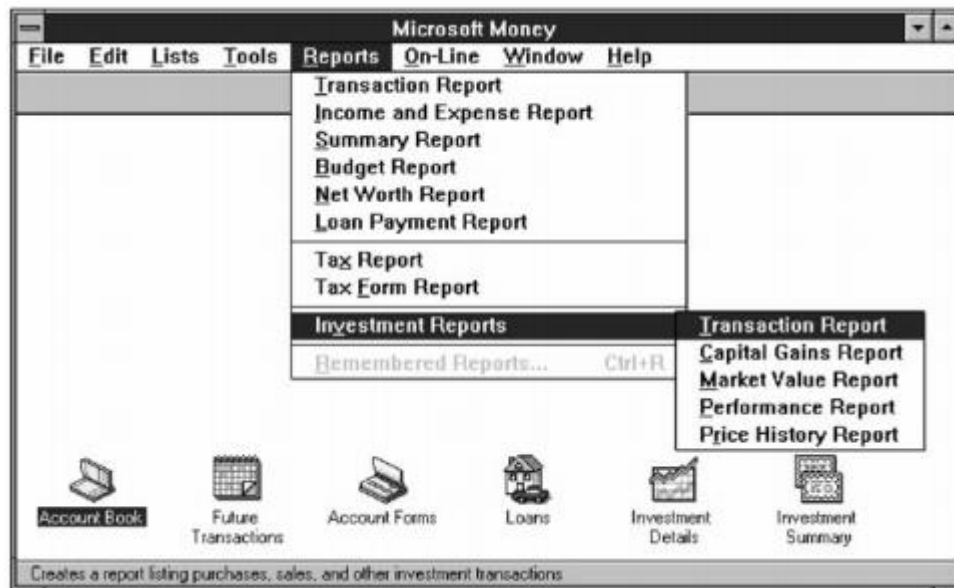 Microsoft Money
File Edit Lists Tools Reports On-Line Window Help
Transaction Report
Income and Expense Report
Summary Report
Budget Report
Net Worth Report
Loan Payment Report
Tax Report
Tax Form Report
Investment Reports
Remembered Reports... Ctrl+R
Transaction Report
Capital Gains Report
Market Value Report
Performance Report
Price History Report
Account Book
Future
Transactions
Account Forms
Loans
Investment
Details
Investment
Summary
Creates a report listing purchases, sales, and other investment transactions